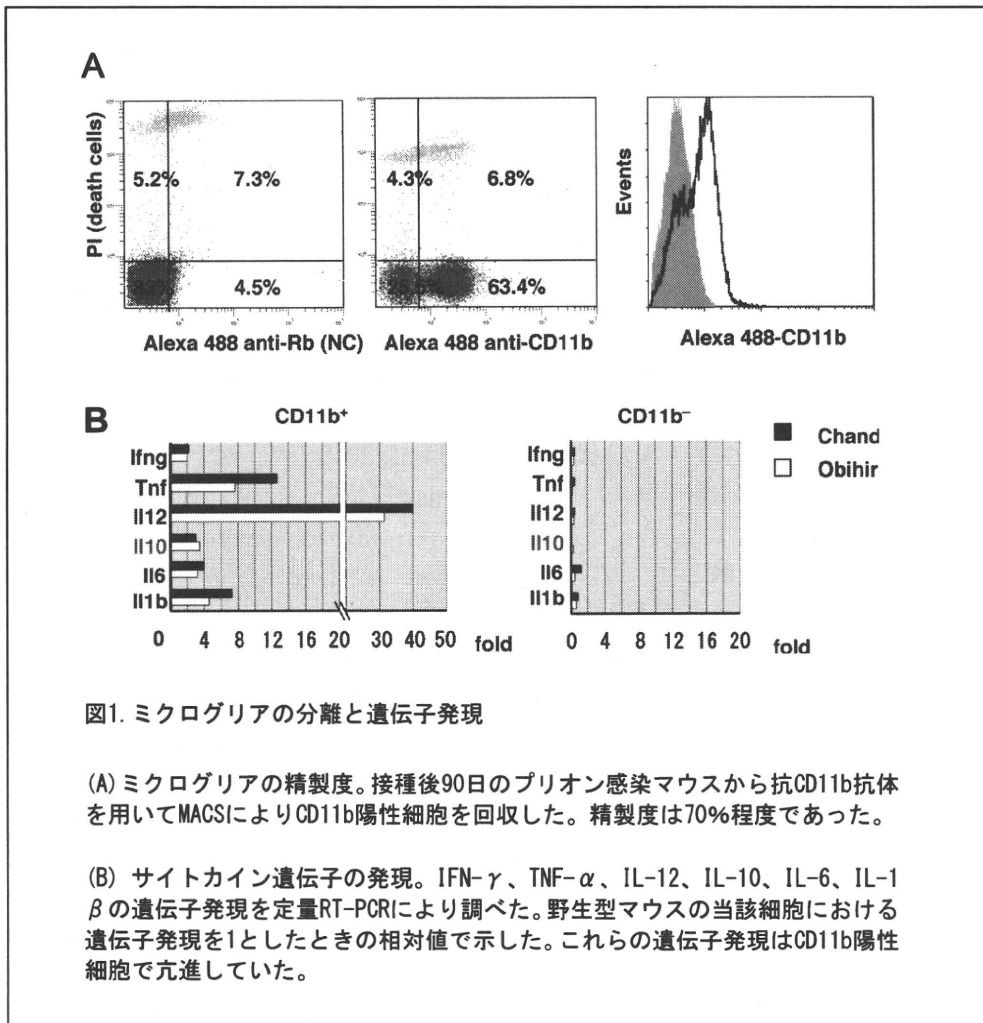 A
PI (death cells)
5.2%
7.3%
4.5%
Alexa 488 anti-Rb (NC)
4.3%
6.8%
63.4%
Alexa 488 anti-CD11b
Events
Alexa 488-CD11b
B
CD11b⁺
Ifng
Tnf
Il12
Il10
Il6
Il1b
0 4 8 12 16 20 30 40 50 fold
CD11b⁻
Ifng
Tnf
Il12
Il10
Il6
Il1b
0 4 8 12 16 20 fold
Chand
Obihir
図1. ミクログリアの分離と遺伝子発現
(A) ミクログリアの精製度。接種後90日のプリオン感染マウスから抗CD11b抗体
を用いてMACSによりCD11b陽性細胞を回収した。精製度は70%程度であった。
(B) サイトカイン遺伝子の発現。IFN-γ、TNF-α、IL-12、IL-10、IL-6、IL-1
βの遺伝子発現を定量RT-PCRにより調べた。野生型マウスの当該細胞における
遺伝子発現を1としたときの相対値で示した。これらの遺伝子発現はCD11b陽性
細胞で亢進していた。